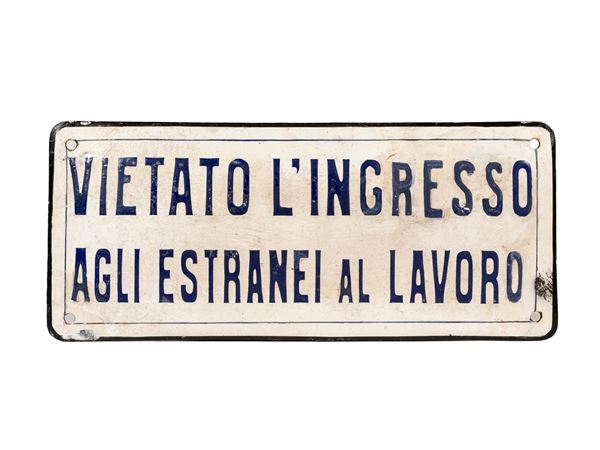 VIETATO L'INGRESSO
AGLI ESTRANEI AL LAVORO